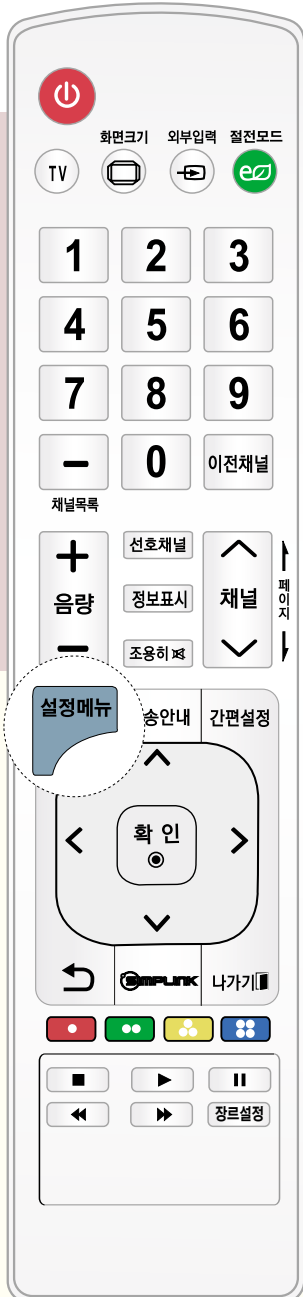 화면크기 외부입력 절전모드
TV e
1 2 3
4 5 6
7 8 9
- 0 이전채널
채널목록
+ 선호채널
음량 정보표시 채널 페이지
- 조용히
설정메뉴 송안내 간편설정
확인
SIMPLINK 나가기
장르설정